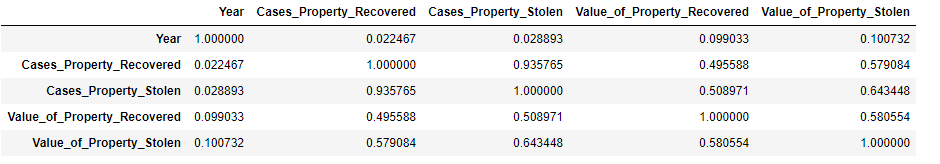 Year Cases_Property_Recovered Cases_Property_Stolen Value_of_Property_Recovered Value_of_Property_Stolen
Year 1.000000 0.022467 0.028893 0.099033 0.100732
Cases_Property_Recovered 0.022467 1.000000 0.935765 0.495588 0.579084
Cases_Property_Stolen 0.028893 0.935765 1.000000 0.508971 0.643448
Value_of_Property_Recovered 0.099033 0.495588 0.508971 1.000000 0.580554
Value_of_Property_Stolen 0.100732 0.579084 0.643448 0.580554 1.000000